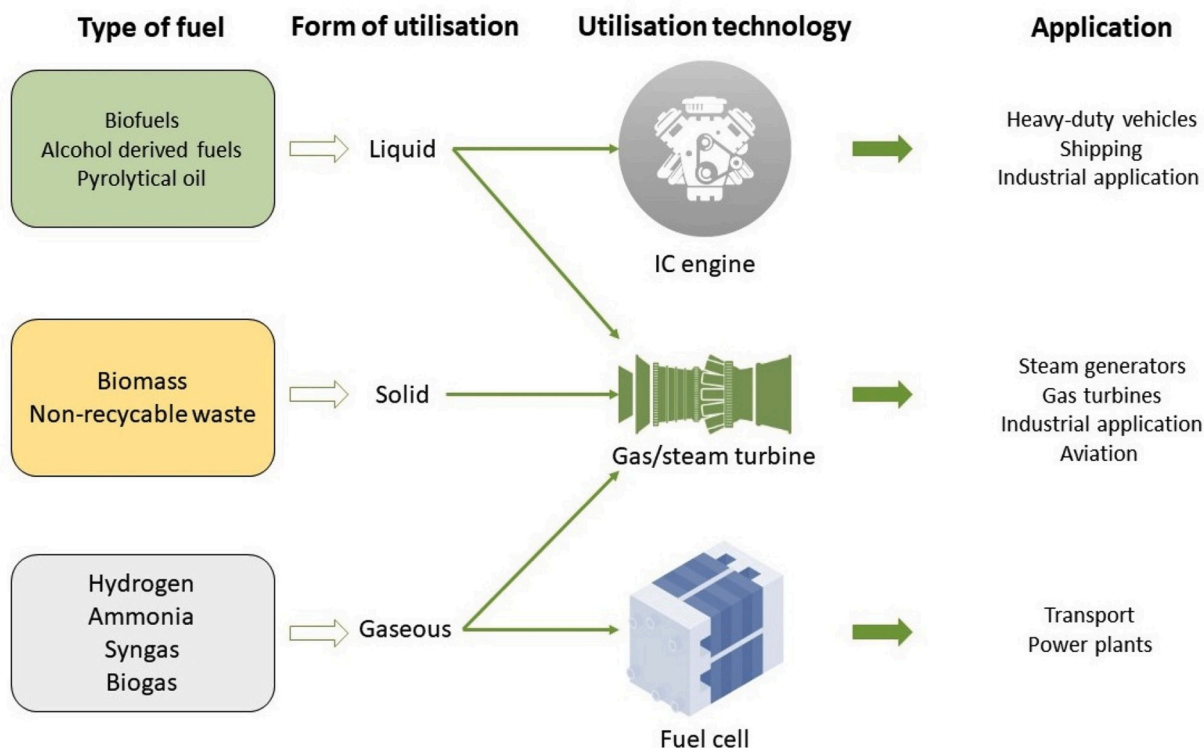 Type of fuel
Form of utilisation
Utilisation technology
Application
Biofuels
Alcohol derived fuels
Pyrolytical oil
Liquid
IC engine
Heavy-duty vehicles
Shipping
Industrial application
Biomass
Non-recycable waste
Solid
Gas/steam turbine
Steam generators
Gas turbines
Industrial application
Aviation
Hydrogen
Ammonia
Syngas
Biogas
Gaseous
Fuel cell
Transport
Power plants